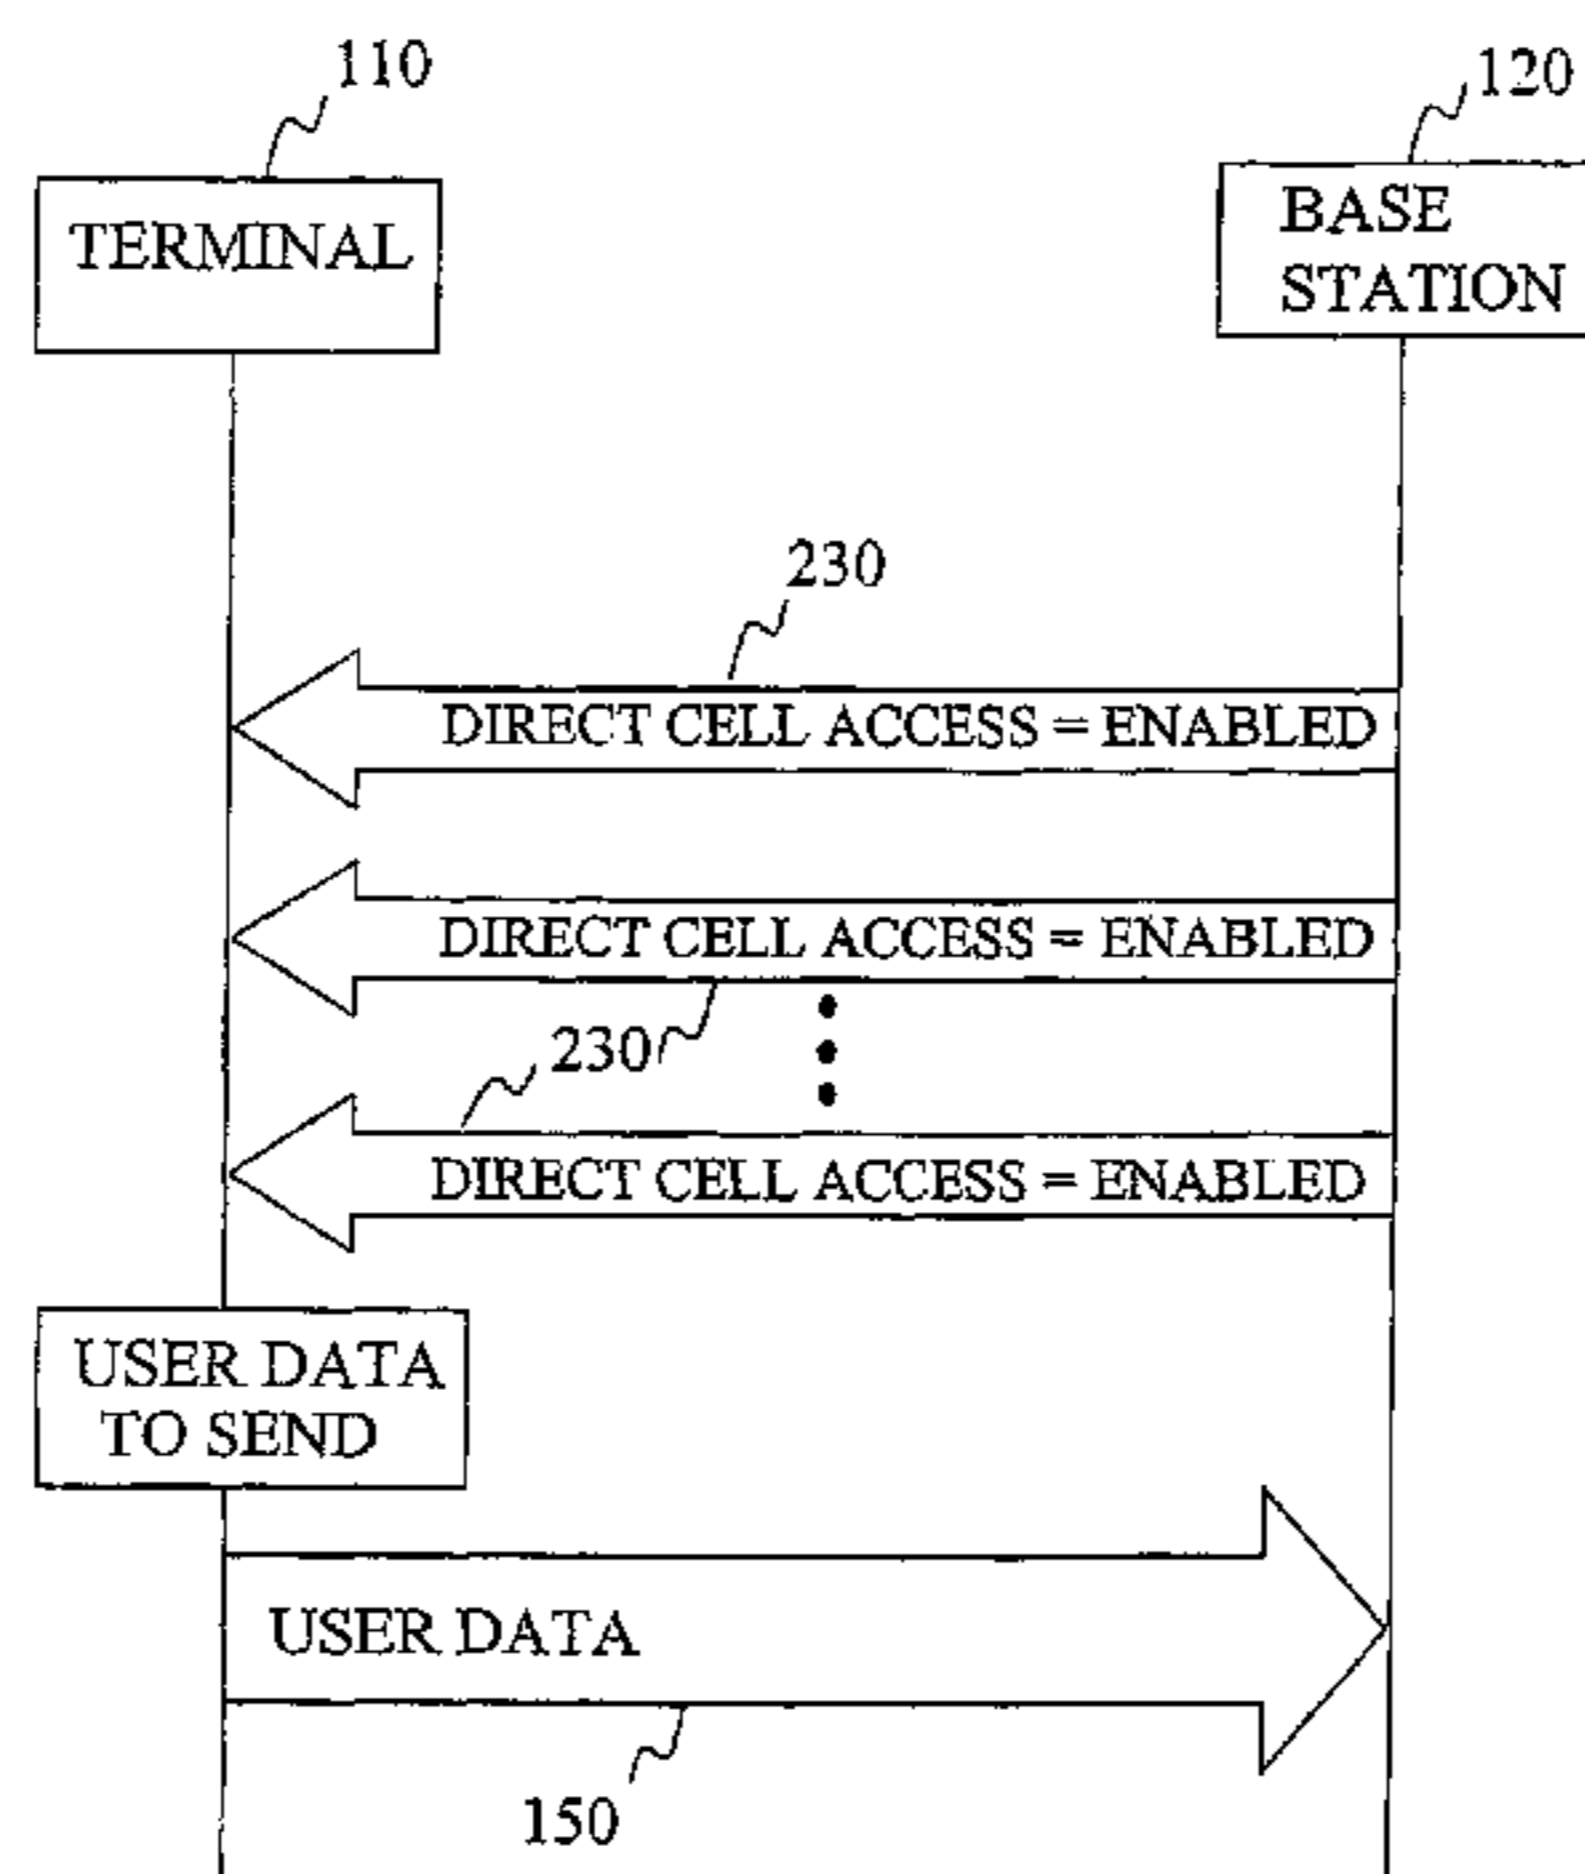 110
120
TERMINAL
BASE
STATION
230
DIRECT CELL ACCESS = ENABLED
DIRECT CELL ACCESS = ENABLED
230
DIRECT CELL ACCESS = ENABLED
USER DATA
TO SEND
USER DATA
150